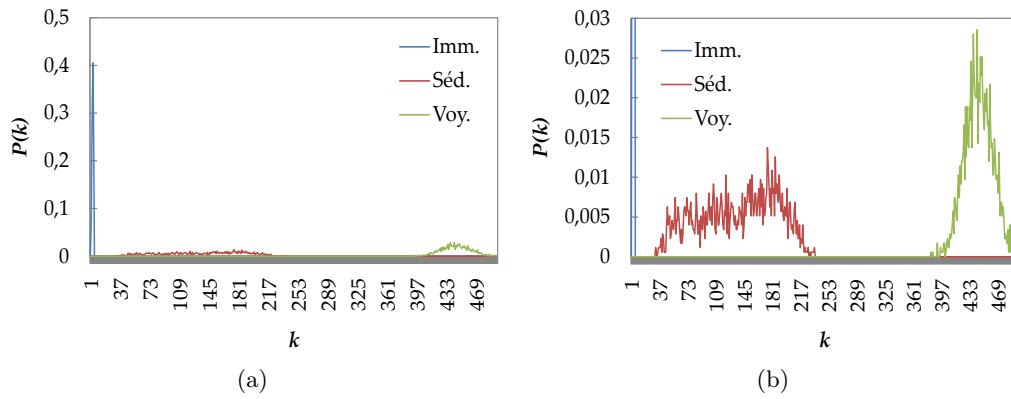 0,5
0,4
0,3
0,2
0,1
0
P(k)
Imm.
Séd.
Voy.
1 37 73 109 145 181 217 253 289 325 361 397 433 469
k
(a)
0,03
0,025
0,02
0,015
0,01
0,005
0
P(k)
Imm.
Séd.
Voy.
1 37 73 109 145 181 217 253 289 325 361 397 433 469
k
(b)